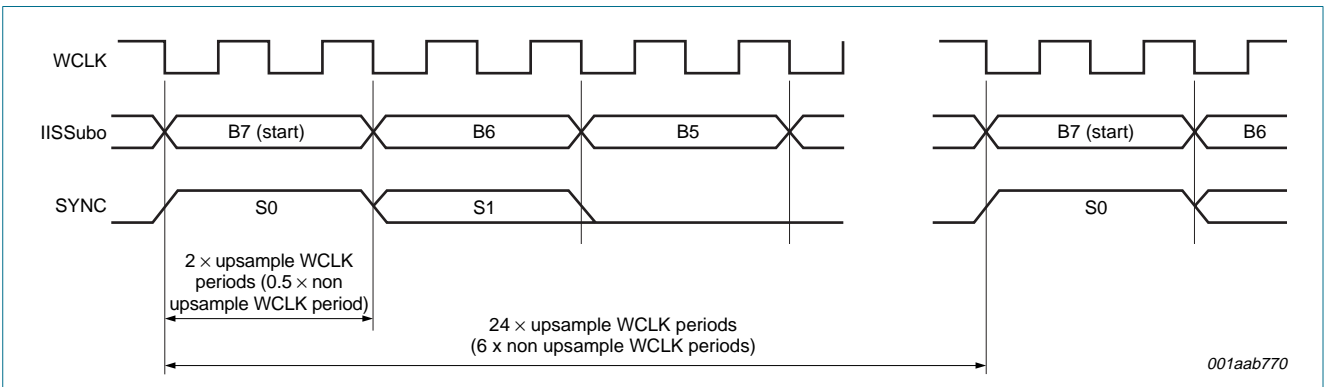 WCLK
IISSubo
B7 (start)
B6
B5
B7 (start)
B6
SYNC
S0
S1
S0
2 × upsample WCLK
periods (0.5 × non
upsample WCLK period)
24 × upsample WCLK periods
(6 x non upsample WCLK periods)
001aab770